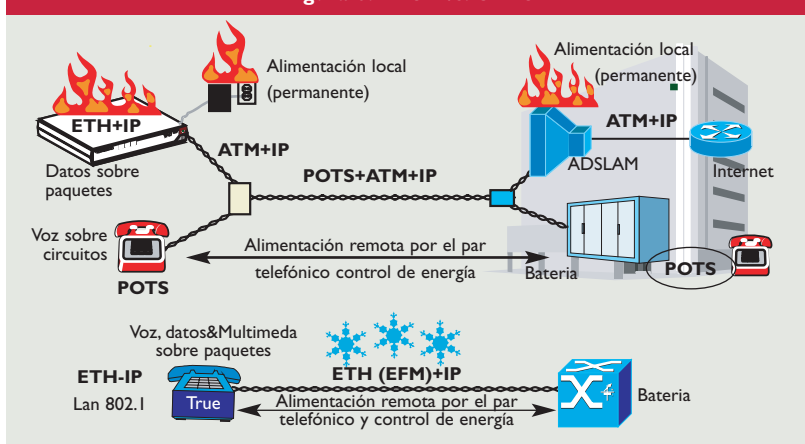 Alimentación local
(permanente)
Alimentación local
(permanente)
ETH+IP
ATM+IP
ATM+IP
Datos sobre
paquetes
POTS+ATM+IP
ADSLAM
Internet
Voz sobre
circuitos
Alimentación remota por el par
telefónico control de energía
POTS
Bateria
POTS
Voz, datos&Multimeda
sobre paquetes
ETH-IP
Lan 802.1
True
ETH (EFM)+IP
Alimentación remota por el par
telefónico y control de energía
Bateria